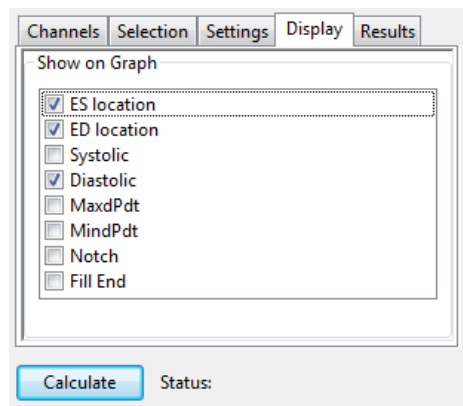 Channels Selection Settings Display Results
Show on Graph
ES location
ED location
Systolic
Diastolic
MaxdPdt
MindPdt
Notch
Fill End
Calculate Status: